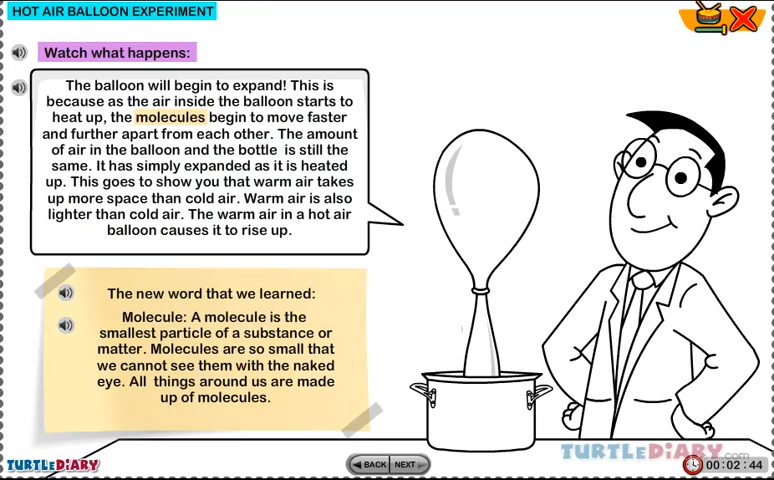 HOT AIR BALLOON EXPERIMENT
Watch what happens:
The balloon will begin to expand! This is
because as the air inside the balloon starts to
heat up, the molecules begin to move faster
and further apart from each other. The amount
of air in the balloon and the bottle is still the
same. It has simply expanded as it is heated
up. This goes to show you that warm air takes
up more space than cold air. Warm air is also
lighter than cold air. The warm air in a hot air
balloon causes it to rise up.
The new word that we learned:
Molecule: A molecule is the
smallest particle of a substance or
matter. Molecules are so small that
we cannot see them with the naked
eye. All things around us are made
up of molecules.
TURTLEDIARY.com
TURTLEDIARY
BACK NEXT
00:02:44